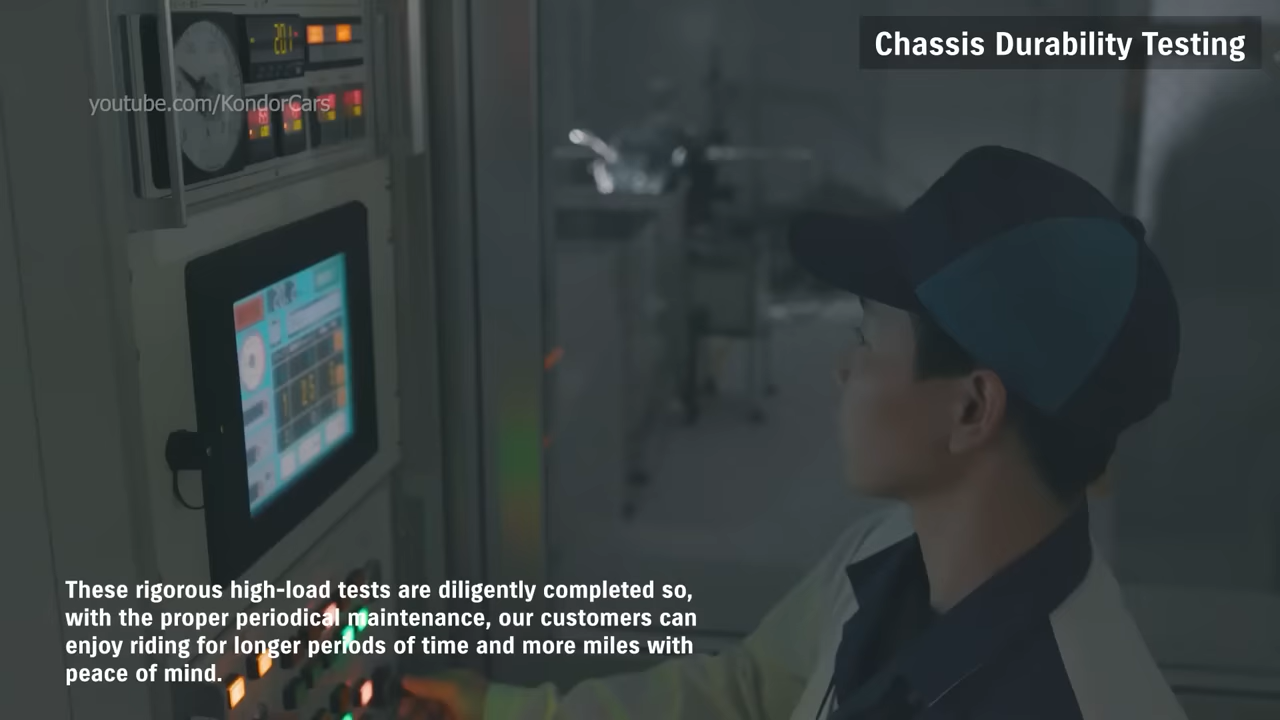 Chassis Durability Testing
201
youtube.com/KondorCars
These rigorous high-load tests are diligently completed so,
with the proper periodical maintenance, our customers can
enjoy riding for longer periods of time and more miles with
peace of mind.